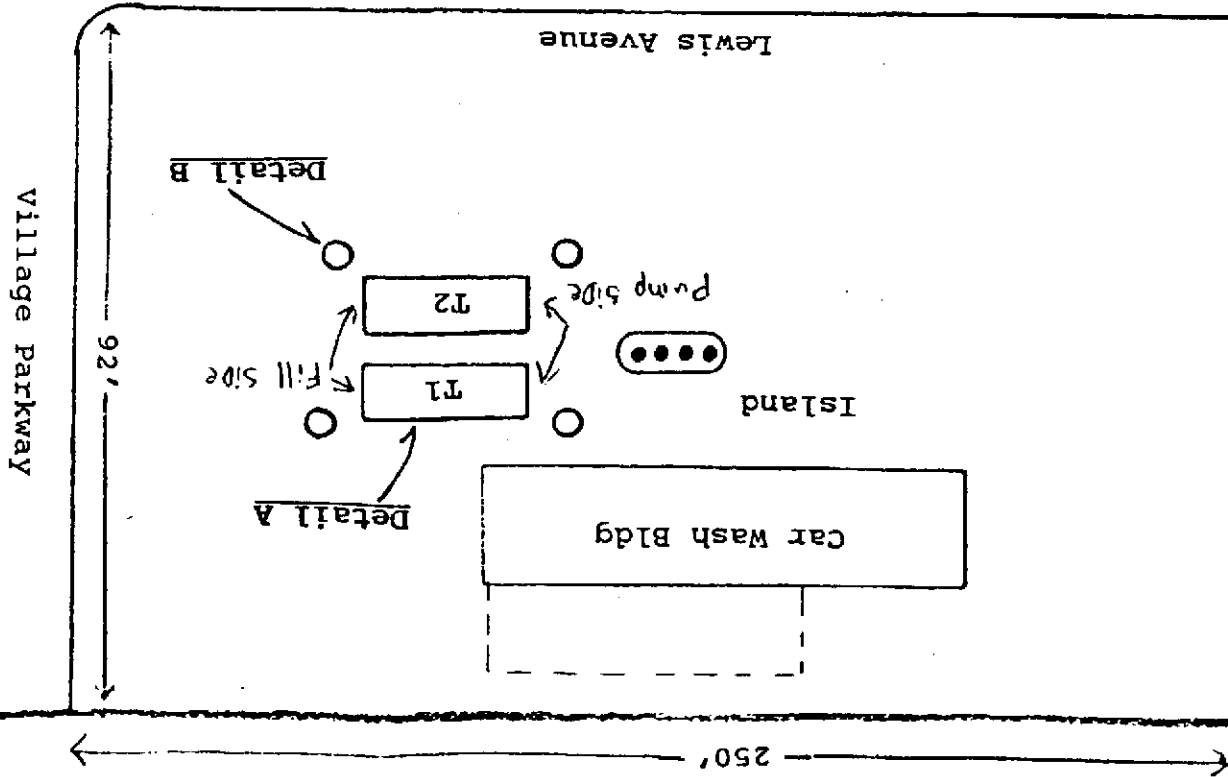 250'
Car Wash Bldg
Detail A
Island
T1
Fill Side
92'
Village Parkway
Pump Side
T2
Detail B
Lewis Avenue